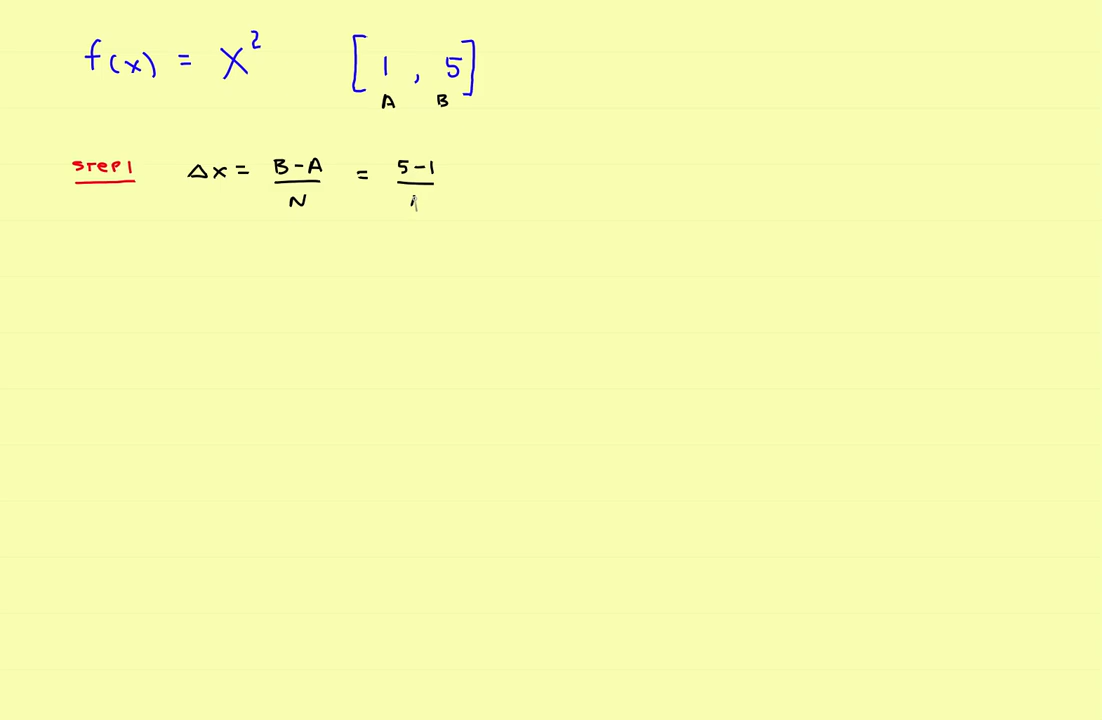 f(x) = x² [1, 5]
A B
STEP 1 Δx = B-A/N = 5-1/